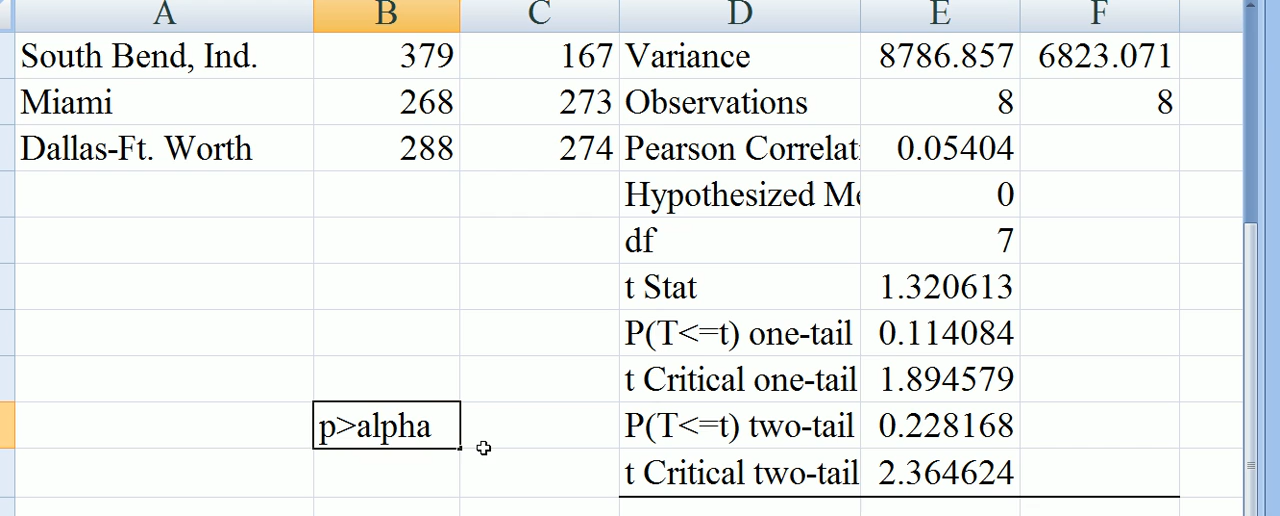 A B C D E F
South Bend, Ind. 379 167 Variance 8786.857 6823.071
Miami 268 273 Observations 8 8
Dallas-Ft. Worth 288 274 Pearson Correlati 0.05404
Hypothesized Me 0
df 7
t Stat 1.320613
P(T<=t) one-tail 0.114084
t Critical one-tail 1.894579
p>alpha P(T<=t) two-tail 0.228168
t Critical two-tail 2.364624